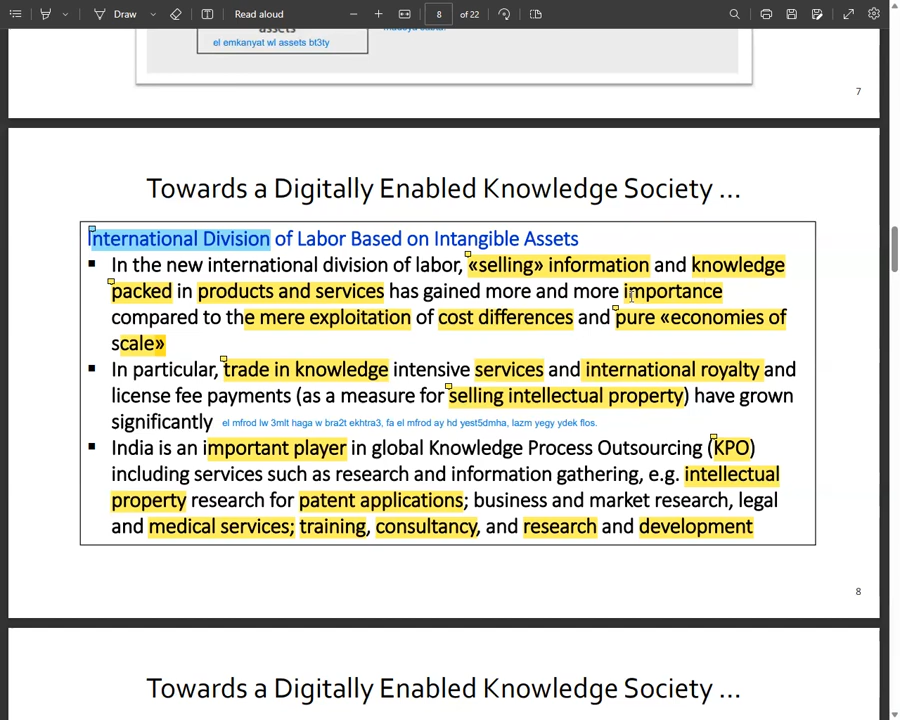 Draw
Read aloud
8 of 22
assets
el emkanyat wl assets bt3ty
7
Towards a Digitally Enabled Knowledge Society ...
International Division of Labor Based on Intangible Assets
▪ In the new international division of labor, «selling» information and knowledge
packed in products and services has gained more and more importance
compared to the mere exploitation of cost differences and pure «economies of
scale»
▪ In particular, trade in knowledge intensive services and international royalty and
license fee payments (as a measure for selling intellectual property) have grown
significantly el mfrod lw 3mlt haga w bra2t ekhtra3, fa el mfrod ay hd yest5dmha, lazm yegy ydek flos.
▪ India is an important player in global Knowledge Process Outsourcing (KPO)
including services such as research and information gathering, e.g. intellectual
property research for patent applications; business and market research, legal
and medical services; training, consultancy, and research and development
8
Towards a Digitally Enabled Knowledge Society ...